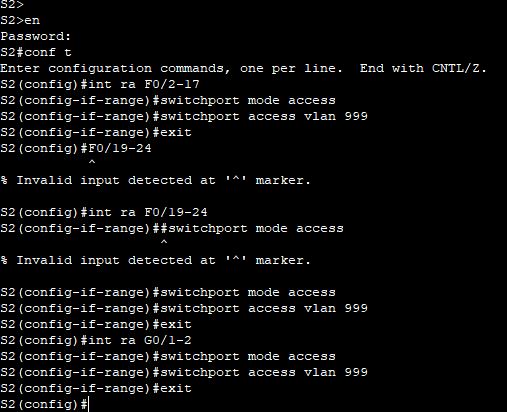 S2>
S2>en
Password:
S2#conf t
Enter configuration commands, one per line.  End with CNTL/Z.
S2(config)#int ra F0/2-17
S2(config-if-range)#switchport mode access
S2(config-if-range)#switchport access vlan 999
S2(config-if-range)#exit
S2(config)#F0/19-24
           ^
% Invalid input detected at '^' marker.

S2(config)#int ra F0/19-24
S2(config-if-range)##switchport mode access
                    ^
% Invalid input detected at '^' marker.

S2(config-if-range)#switchport mode access
S2(config-if-range)#switchport access vlan 999
S2(config-if-range)#exit
S2(config)#int ra G0/1-2
S2(config-if-range)#switchport mode access
S2(config-if-range)#switchport access vlan 999
S2(config-if-range)#exit
S2(config)#